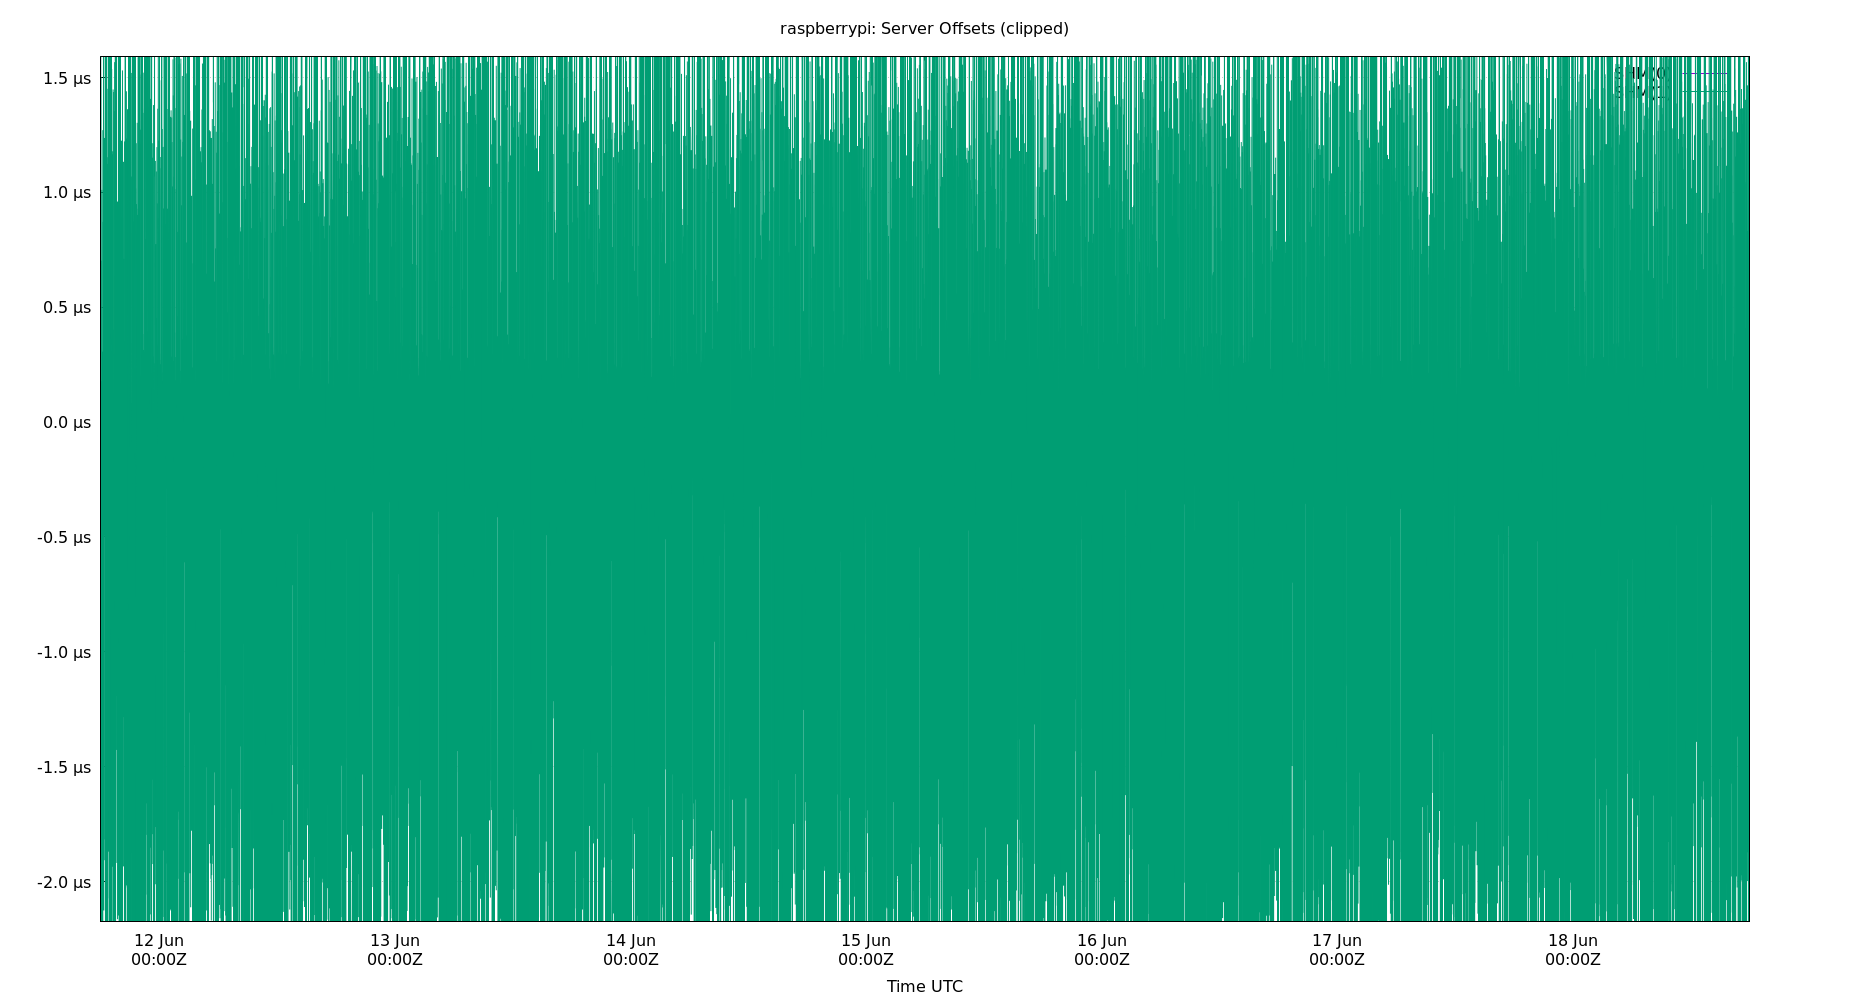 raspberrypi: Server Offsets (clipped)
1.5 µs
1.0 µs
0.5 µs
0.0 µs
-0.5 µs
-1.0 µs
-1.5 µs
-2.0 µs
12 Jun
00:00Z
13 Jun
00:00Z
14 Jun
00:00Z
15 Jun
00:00Z
16 Jun
00:00Z
17 Jun
00:00Z
18 Jun
00:00Z
Time UTC